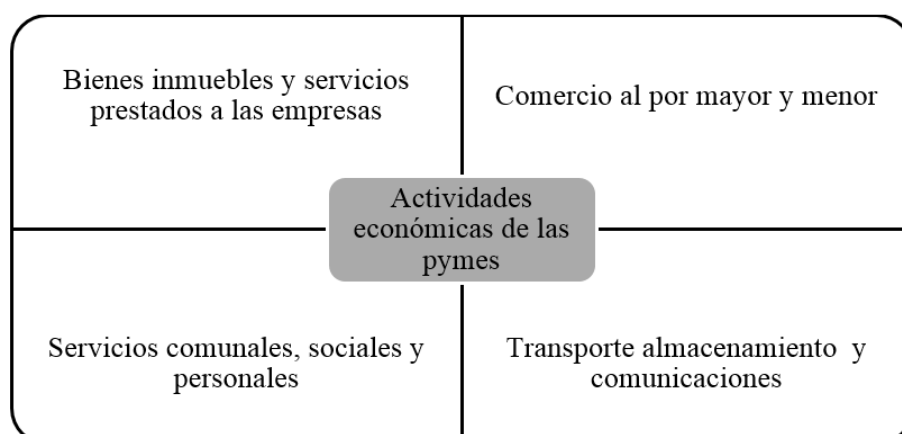 Bienes inmuebles y servicios
prestados a las empresas
Comercio al por mayor y menor
Actividades
económicas de las
pymes
Servicios comunales, sociales y
personales
Transporte almacenamiento y
comunicaciones